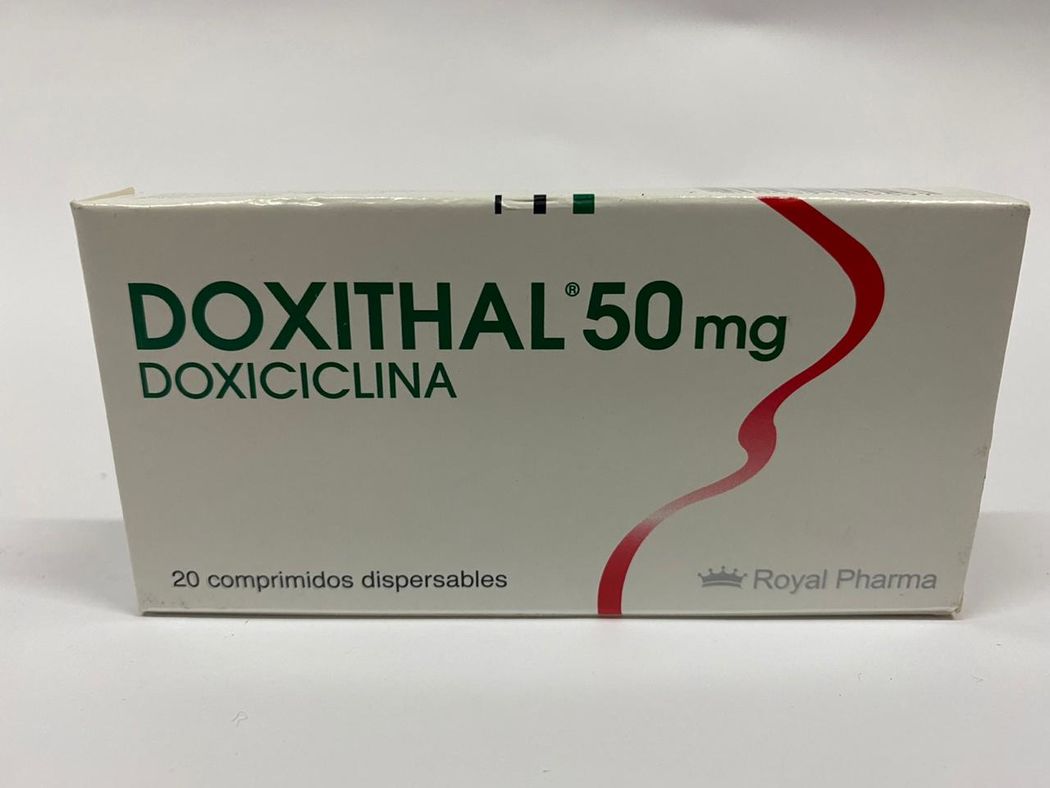 DOXITHAL® 50 mg
DOXICICLINA
20 comprimidos dispersables
Royal Pharma